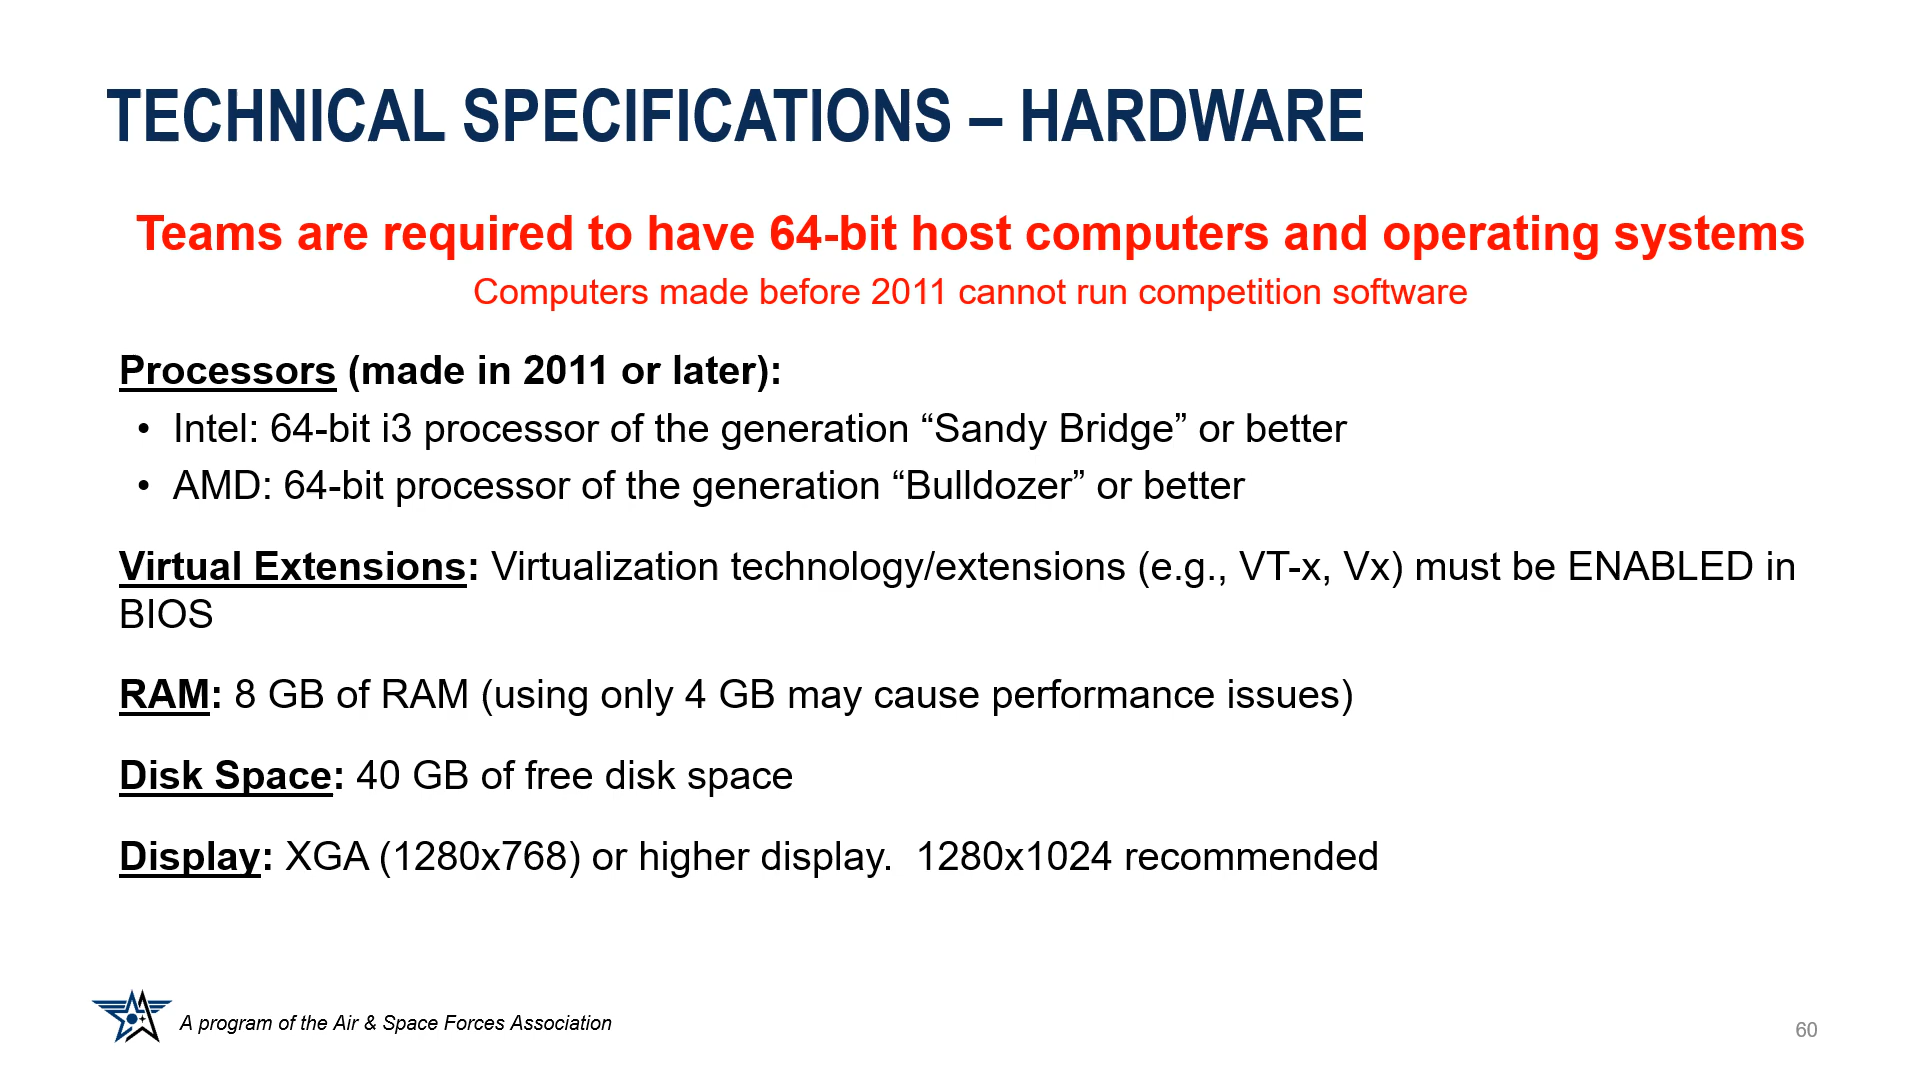 TECHNICAL SPECIFICATIONS – HARDWARE
Teams are required to have 64-bit host computers and operating systems
Computers made before 2011 cannot run competition software
Processors (made in 2011 or later):
• Intel: 64-bit i3 processor of the generation “Sandy Bridge” or better
• AMD: 64-bit processor of the generation “Bulldozer” or better
Virtual Extensions: Virtualization technology/extensions (e.g., VT-x, Vx) must be ENABLED in
BIOS
RAM: 8 GB of RAM (using only 4 GB may cause performance issues)
Disk Space: 40 GB of free disk space
Display: XGA (1280x768) or higher display.  1280x1024 recommended
A program of the Air & Space Forces Association
60